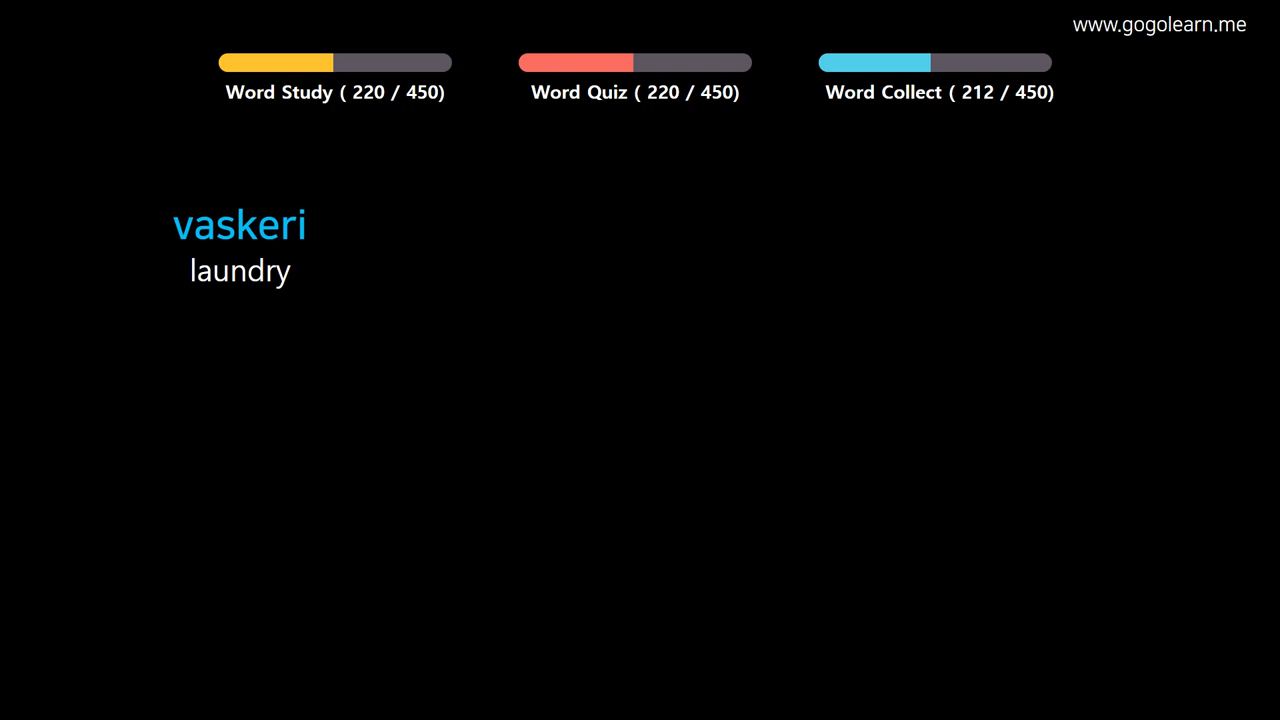 www.gogolearn.me
Word Study ( 220 / 450)
Word Quiz ( 220 / 450)
Word Collect ( 212 / 450)
vaskeri
laundry